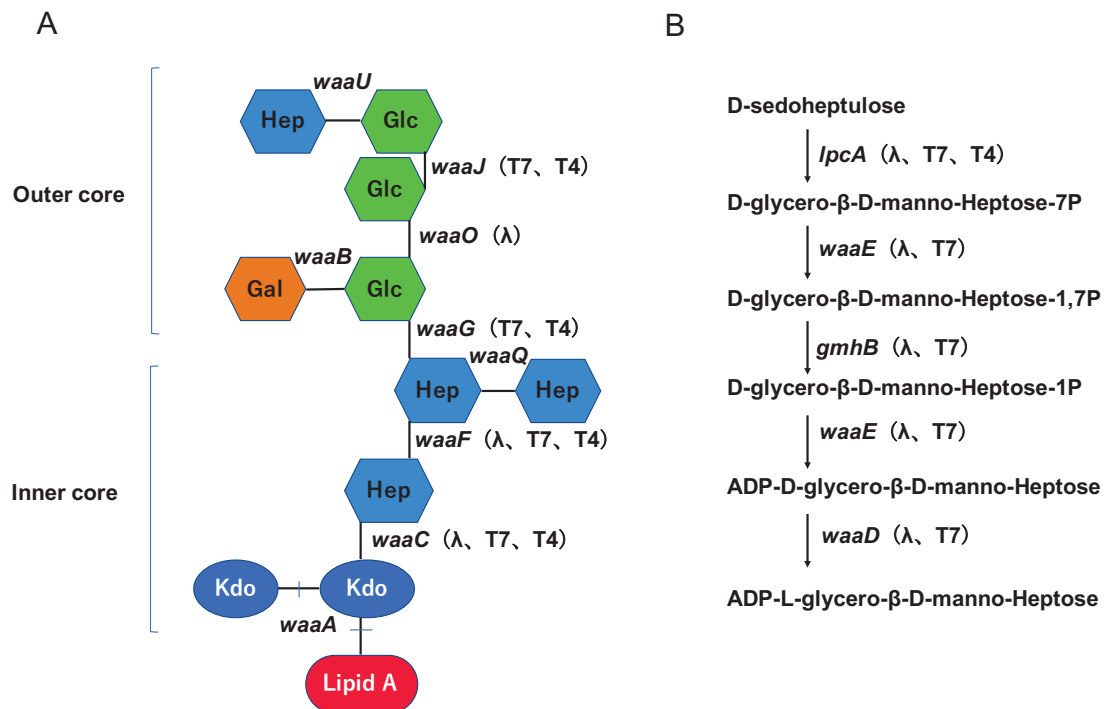 A
waaU
Hep
Glc
waaJ（T7、T4）
Glc
Outer core
waaO（λ）
waaB
Gal
Glc
waaG（T7、T4）
waaQ
Hep
Hep
waaF（λ、T7、T4）
Inner core
Hep
waaC（λ、T7、T4）
Kdo
Kdo
waaA
Lipid A
B
D-sedoheptulose
lpcA（λ、T7、T4）
D-glycero-β-D-manno-Heptose-7P
waaE（λ、T7）
D-glycero-β-D-manno-Heptose-1,7P
gmhB（λ、T7）
D-glycero-β-D-manno-Heptose-1P
waaE（λ、T7）
ADP-D-glycero-β-D-manno-Heptose
waaD（λ、T7）
ADP-L-glycero-β-D-manno-Heptose